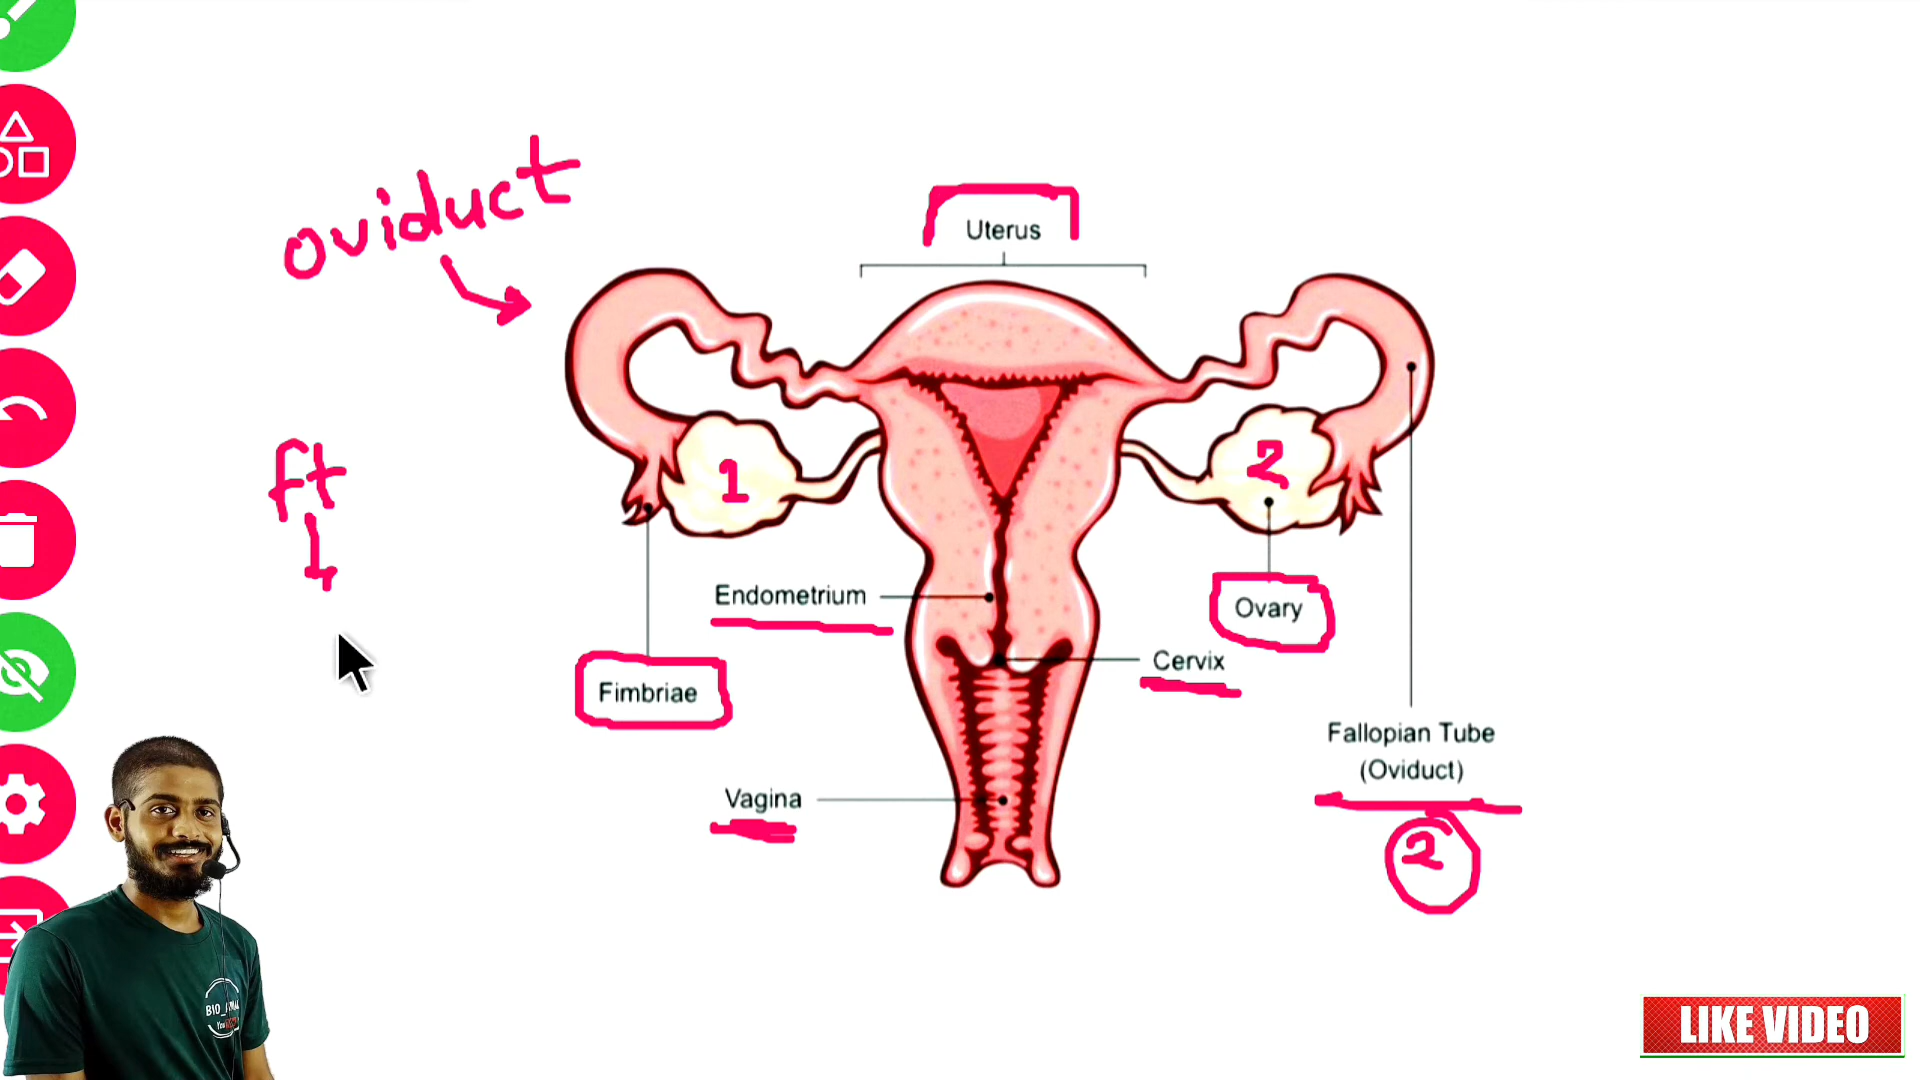 oviduct
Uterus
1
2
ft
Endometrium
Ovary
Cervix
Fimbriae
Fallopian Tube
(Oviduct)
Vagina
2
LIKE VIDEO